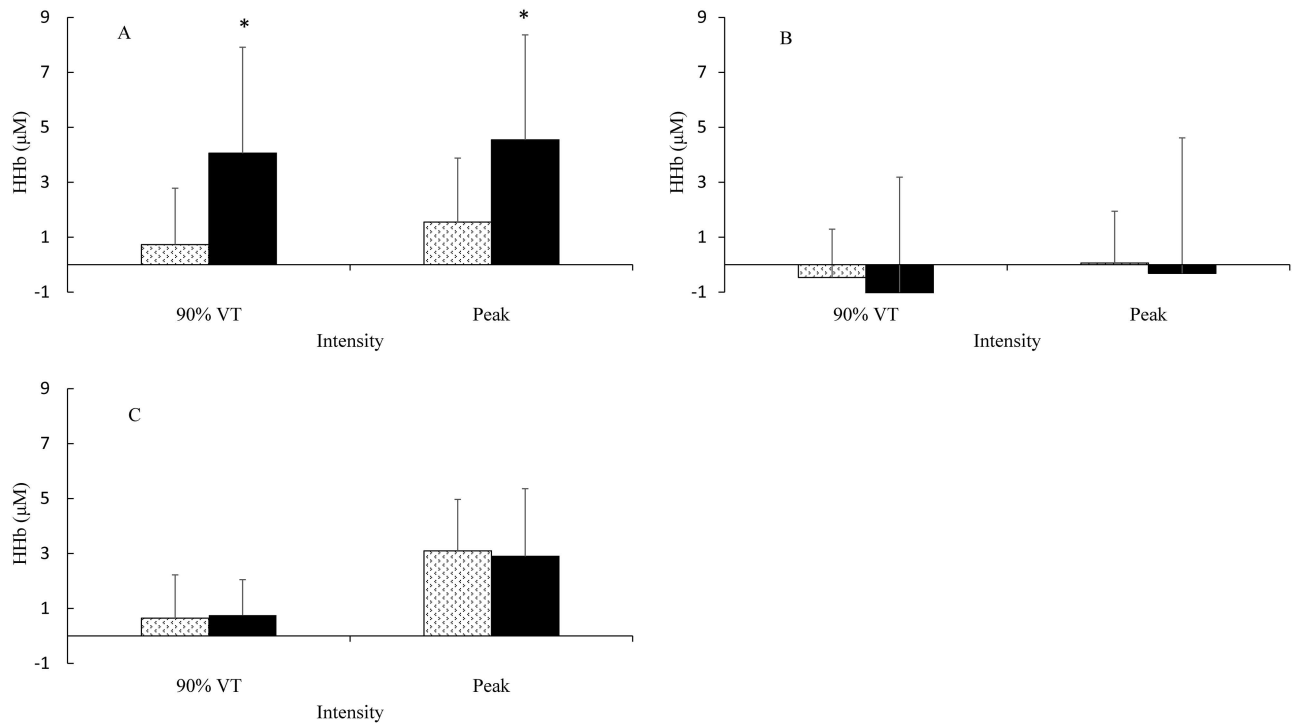 A
*
*
HHb (μM)
9
7
5
3
1
-1
90% VT
Peak
Intensity
B
HHb (μM)
9
7
5
3
1
-1
90% VT
Peak
Intensity
C
HHb (μM)
9
7
5
3
1
-1
90% VT
Peak
Intensity